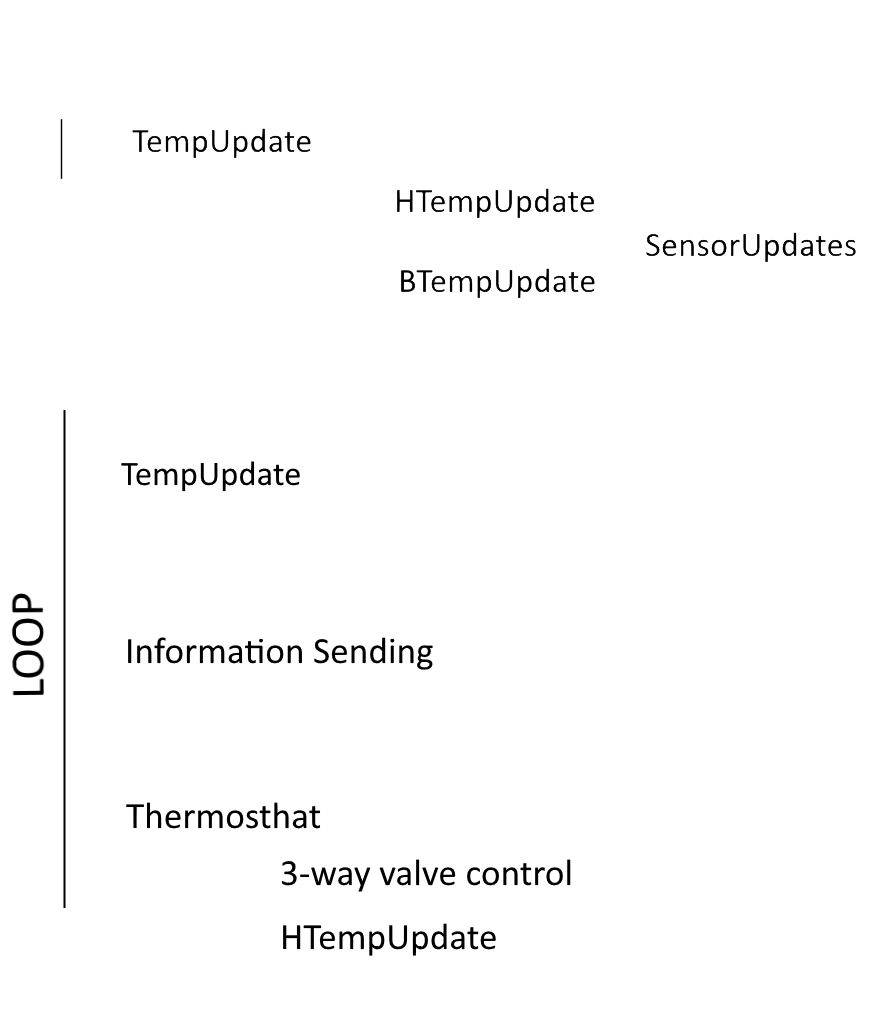 TempUpdate
HTempUpdate
SensorUpdates
BTempUpdate
LOOP
TempUpdate
Information Sending
Thermosthat
3-way valve control
HTempUpdate